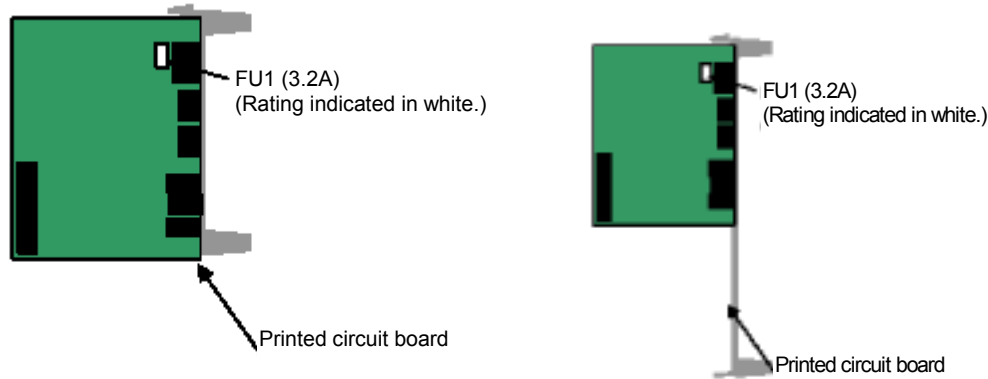 FU1 (3.2A)
(Rating indicated in white.)
Printed circuit board
FU1 (3.2A)
(Rating indicated in white.)
Printed circuit board